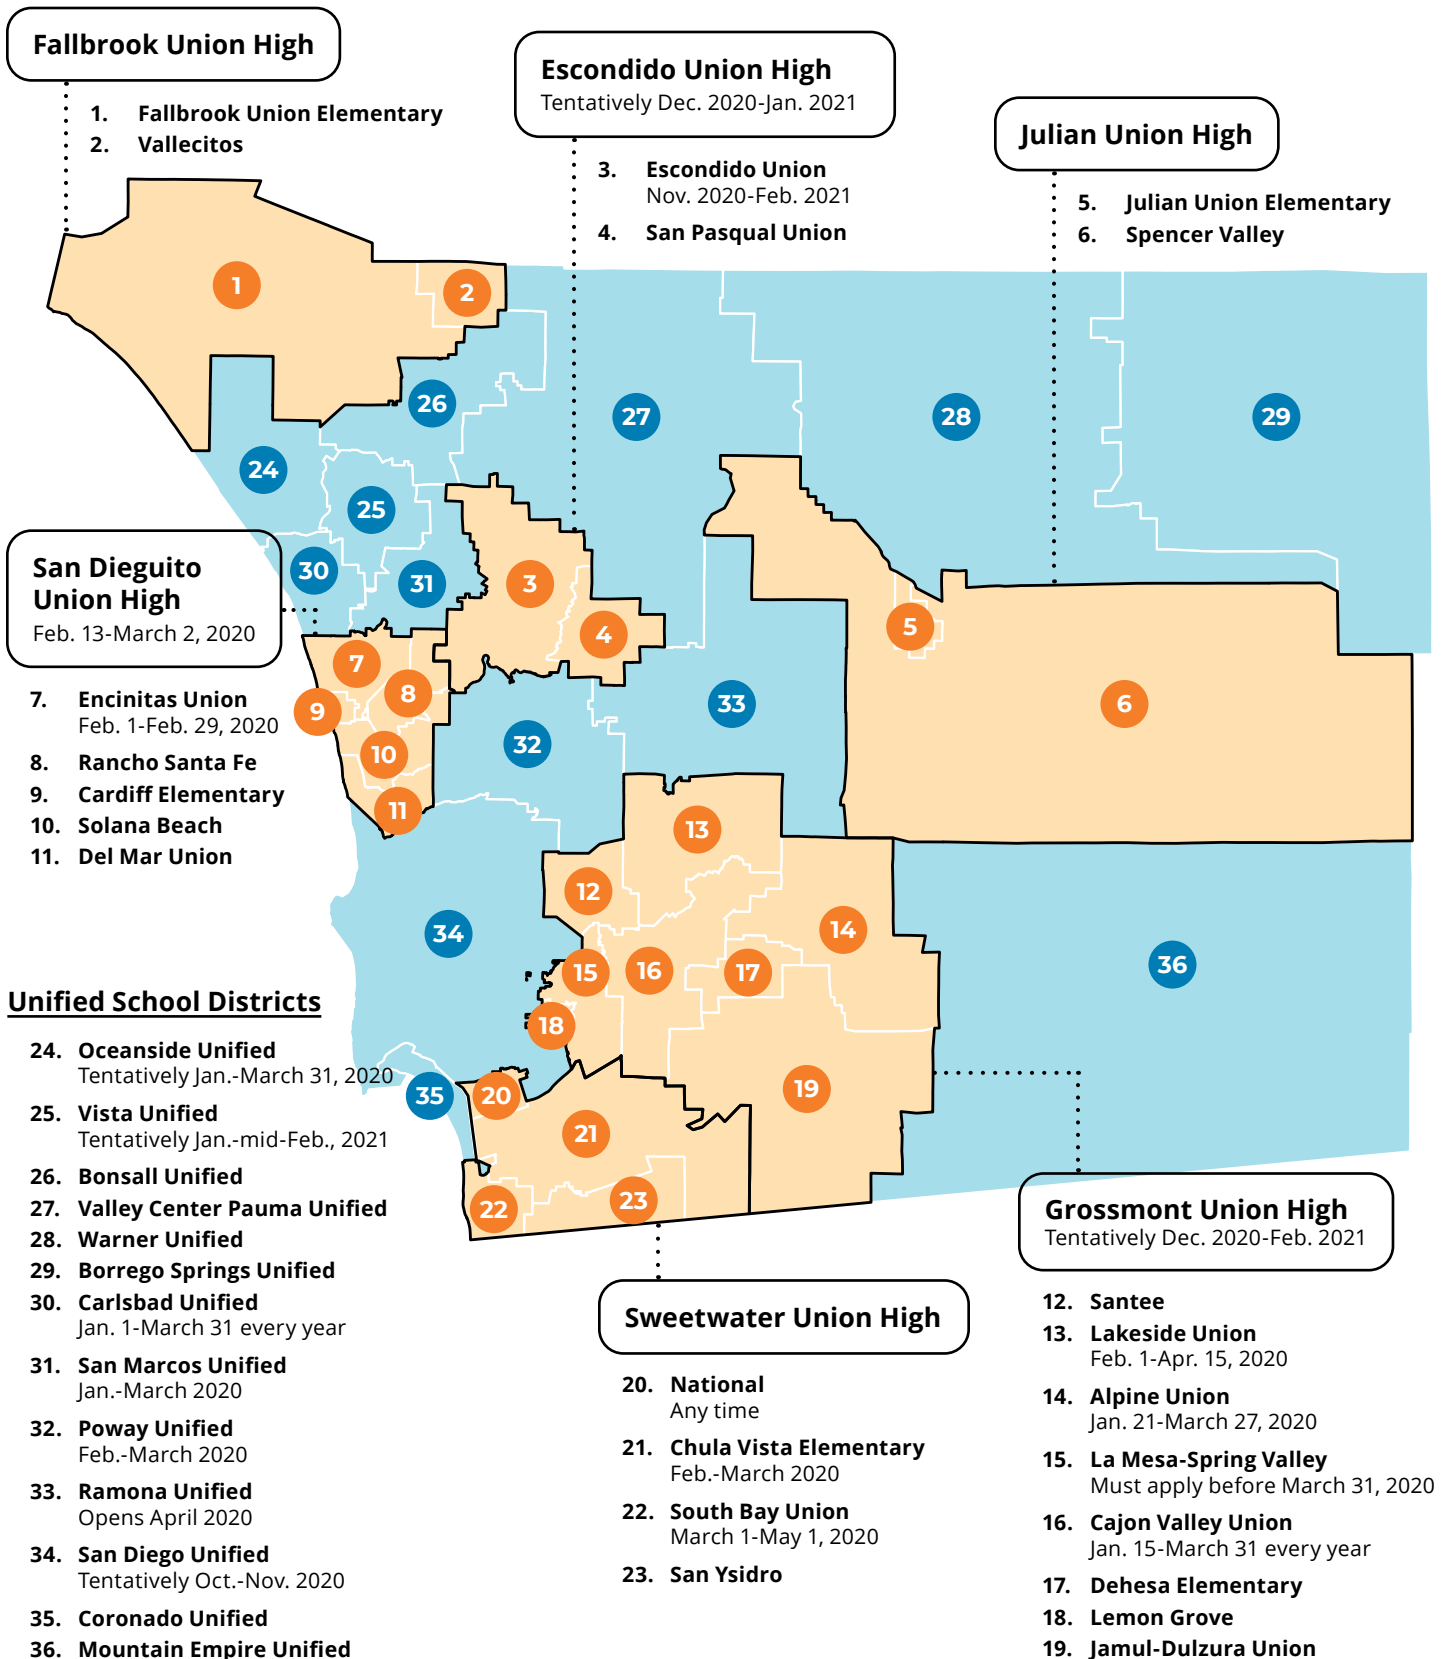 Fallbrook Union High
1. Fallbrook Union Elementary
2. Vallecitos
Escondido Union High
Tentatively Dec. 2020-Jan. 2021
3. Escondido Union
Nov. 2020-Feb. 2021
4. San Pasqual Union
Julian Union High
5. Julian Union Elementary
6. Spencer Valley
1
2
26
27
28
29
24
25
30
31
3
4
5
6
7
8
9
10
11
32
33
13
12
14
34
15
16
17
36
18
35
20
19
21
22
23
San Dieguito
Union High
Feb. 13-March 2, 2020
7. Encinitas Union
Feb. 1-Feb. 29, 2020
8. Rancho Santa Fe
9. Cardiff Elementary
10. Solana Beach
11. Del Mar Union
Unified School Districts
24. Oceanside Unified
Tentatively Jan.-March 31, 2020
25. Vista Unified
Tentatively Jan.-mid-Feb., 2021
26. Bonsall Unified
27. Valley Center Pauma Unified
28. Warner Unified
29. Borrego Springs Unified
30. Carlsbad Unified
Jan. 1-March 31 every year
31. San Marcos Unified
Jan.-March 2020
32. Poway Unified
Feb.-March 2020
33. Ramona Unified
Opens April 2020
34. San Diego Unified
Tentatively Oct.-Nov. 2020
35. Coronado Unified
36. Mountain Empire Unified
Sweetwater Union High
20. National
Any time
21. Chula Vista Elementary
Feb.-March 2020
22. South Bay Union
March 1-May 1, 2020
23. San Ysidro
Grossmont Union High
Tentatively Dec. 2020-Feb. 2021
12. Santee
13. Lakeside Union
Feb. 1-Apr. 15, 2020
14. Alpine Union
Jan. 21-March 27, 2020
15. La Mesa-Spring Valley
Must apply before March 31, 2020
16. Cajon Valley Union
Jan. 15-March 31 every year
17. Dehesa Elementary
18. Lemon Grove
19. Jamul-Dulzura Union